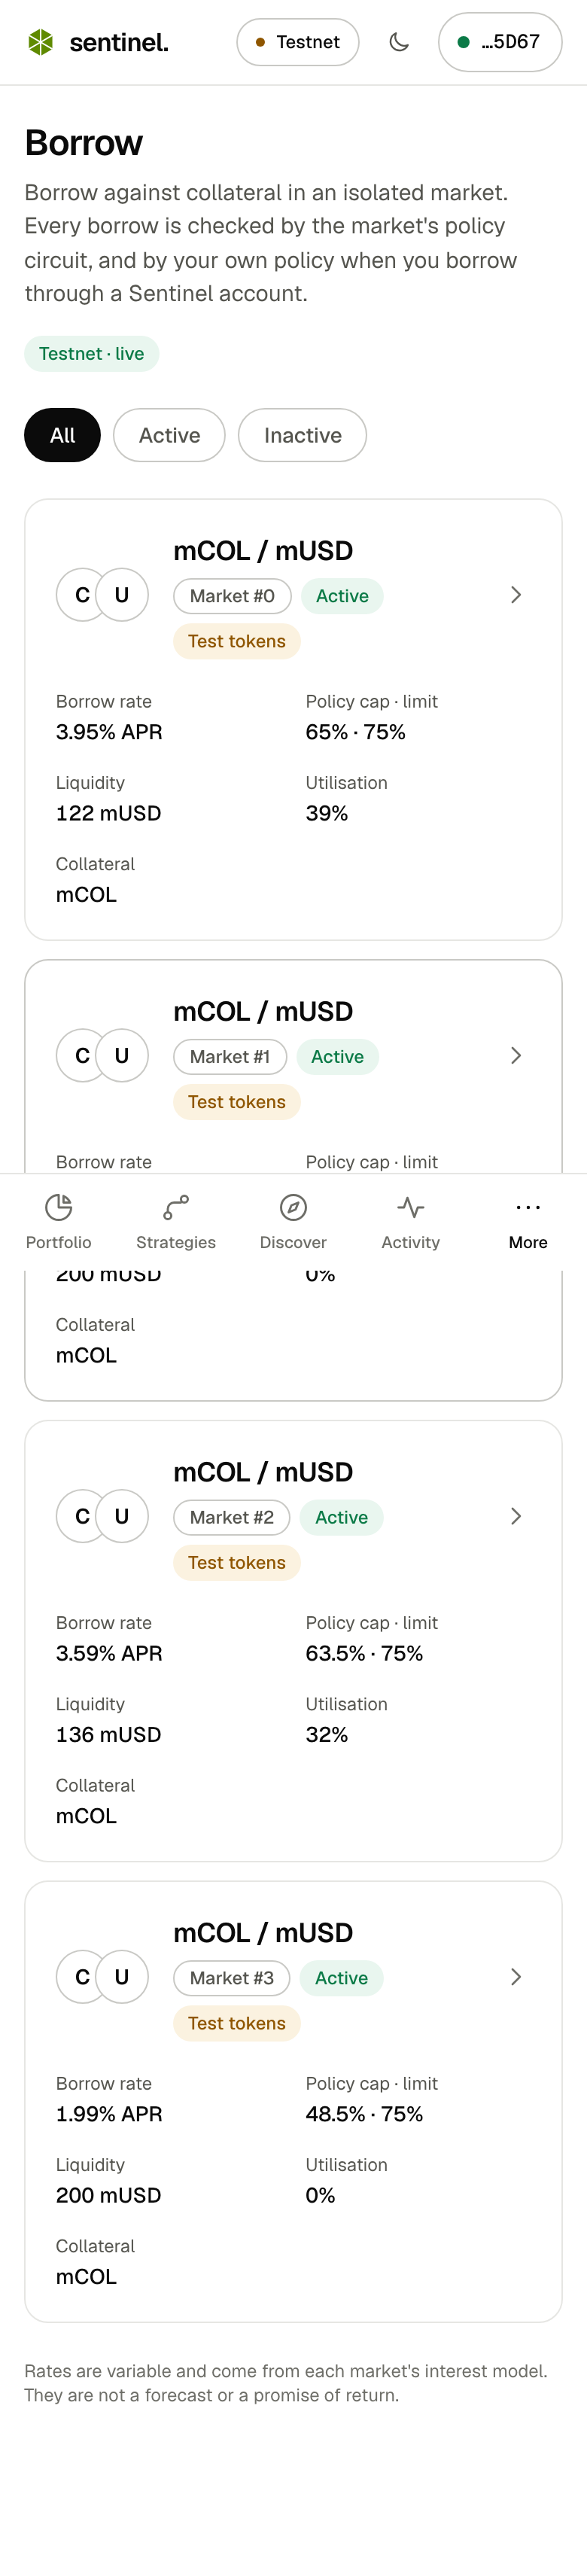 sentinel.
Testnet
...5D67
Borrow
Borrow against collateral in an isolated market.
Every borrow is checked by the market's policy
circuit, and by your own policy when you borrow
through a Sentinel account.
Testnet · live
All
Active
Inactive
C
U
mCOL / mUSD
Market #0
Active
Test tokens
Borrow rate
Policy cap · limit
3.95% APR
65% · 75%
Liquidity
Utilisation
122 mUSD
39%
Collateral
mCOL
C
U
mCOL / mUSD
Market #1
Active
Test tokens
Borrow rate
Policy cap · limit
Portfolio
Strategies
Discover
Activity
More
200 mUSD
0%
Collateral
mCOL
C
U
mCOL / mUSD
Market #2
Active
Test tokens
Borrow rate
Policy cap · limit
3.59% APR
63.5% · 75%
Liquidity
Utilisation
136 mUSD
32%
Collateral
mCOL
C
U
mCOL / mUSD
Market #3
Active
Test tokens
Borrow rate
Policy cap · limit
1.99% APR
48.5% · 75%
Liquidity
Utilisation
200 mUSD
0%
Collateral
mCOL
Rates are variable and come from each market's interest model.
They are not a forecast or a promise of return.